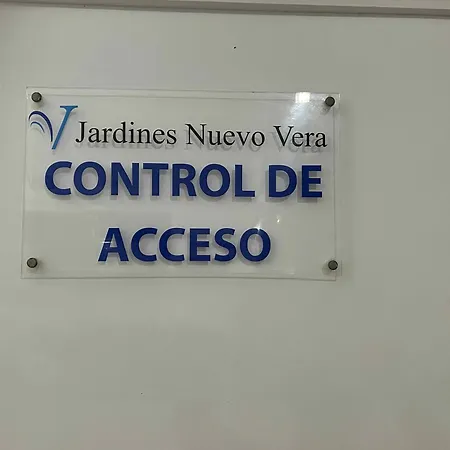 Jardines Nuevo Vera
CONTROL DE
ACCESO